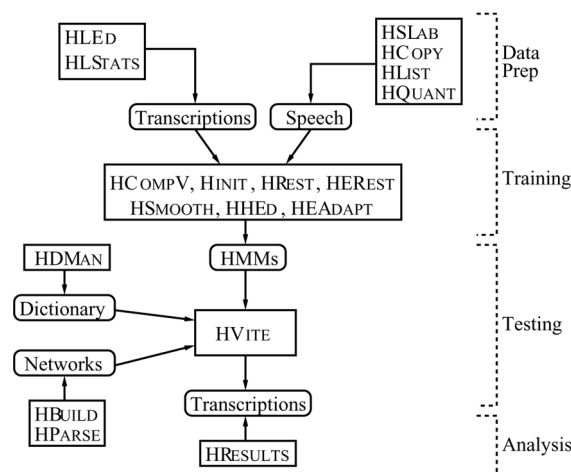 HLED
HLSTATS
HSLAB
HCOPY
HLIST
HQUANT
Data
Prep
Transcriptions
Speech
HCOMPV, HINIT, HREST, HEREST
HSMOOTH, HHED, HEADAPT
Training
HDMAN
HMMs
Dictionary
HVITE
Testing
Networks
HBUILD
HPARSE
Transcriptions
HRESULTS
Analysis